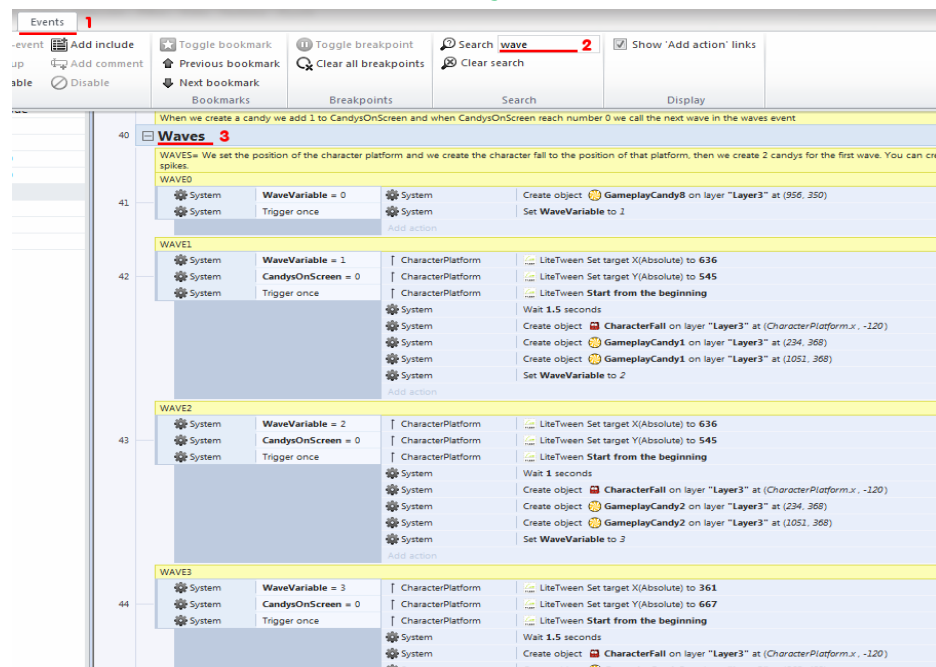 Events 1
-event Add include Toggle bookmark Toggle breakpoint Search wave 2 Show 'Add action' links
up Add comment Previous bookmark Clear all breakpoints Clear search
able Disable Next bookmark
Bookmarks Breakpoints Search Display
When we create a candy we add 1 to CandysOnScreen and when CandysOnScreen reach number 0 we call the next wave in the waves event
40 Waves 3
WAVES= We set the position of the character platform and we create the character fall to the position of that platform, then we create 2 candys for the first wave. You can cre
spikes.
WAVE0
System WaveVariable = 0 System Create object GameplayCandy8 on layer "Layer3" at (956, 350)
41
System Trigger once System Set WaveVariable to 1
Add action
WAVE1
System WaveVariable = 1 CharacterPlatform LiteTween Set target X(Absolute) to 636
42 System CandysOnScreen = 0 CharacterPlatform LiteTween Set target Y(Absolute) to 545
System Trigger once CharacterPlatform LiteTween Start from the beginning
System Wait 1.5 seconds
System Create object CharacterFall on layer "Layer3" at (CharacterPlatform.x , -120)
System Create object GameplayCandy1 on layer "Layer3" at (234, 368)
System Create object GameplayCandy1 on layer "Layer3" at (1051, 368)
System Set WaveVariable to 2
Add action
WAVE2
System WaveVariable = 2 CharacterPlatform LiteTween Set target X(Absolute) to 636
43 System CandysOnScreen = 0 CharacterPlatform LiteTween Set target Y(Absolute) to 545
System Trigger once CharacterPlatform LiteTween Start from the beginning
System Wait 1 seconds
System Create object CharacterFall on layer "Layer3" at (CharacterPlatform.x , -120)
System Create object GameplayCandy2 on layer "Layer3" at (234, 368)
System Create object GameplayCandy2 on layer "Layer3" at (1051, 368)
System Set WaveVariable to 3
Add action
WAVE3
System WaveVariable = 3 CharacterPlatform LiteTween Set target X(Absolute) to 361
44 System CandysOnScreen = 0 CharacterPlatform LiteTween Set target Y(Absolute) to 667
System Trigger once CharacterPlatform LiteTween Start from the beginning
System Wait 1.5 seconds
System Create object CharacterFall on layer "Layer3" at (CharacterPlatform.x , -120)